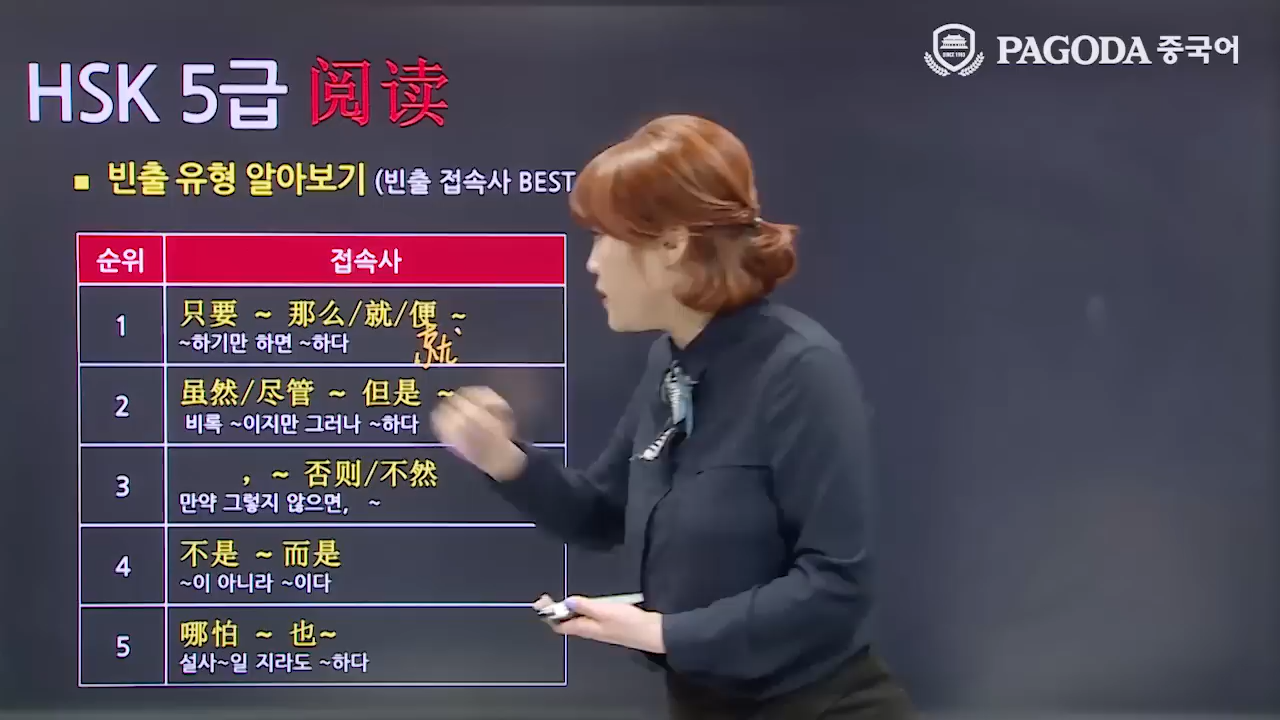 PAGODA 중국어
SINCE 1993
HSK 5급 阅读
■ 빈출 유형 알아보기 (빈출 접속사 BEST
순위 접속사
1 只要 ~ 那么/就/便 ~
~하기만 하면 ~하다
就
2 虽然/尽管 ~ 但是 ~
비록 ~이지만 그러나 ~하다
3 , ~ 否则/不然
만약 그렇지 않으면, ~
4 不是 ~ 而是
~이 아니라 ~이다
5 哪怕 ~ 也~
설사~일 지라도 ~하다